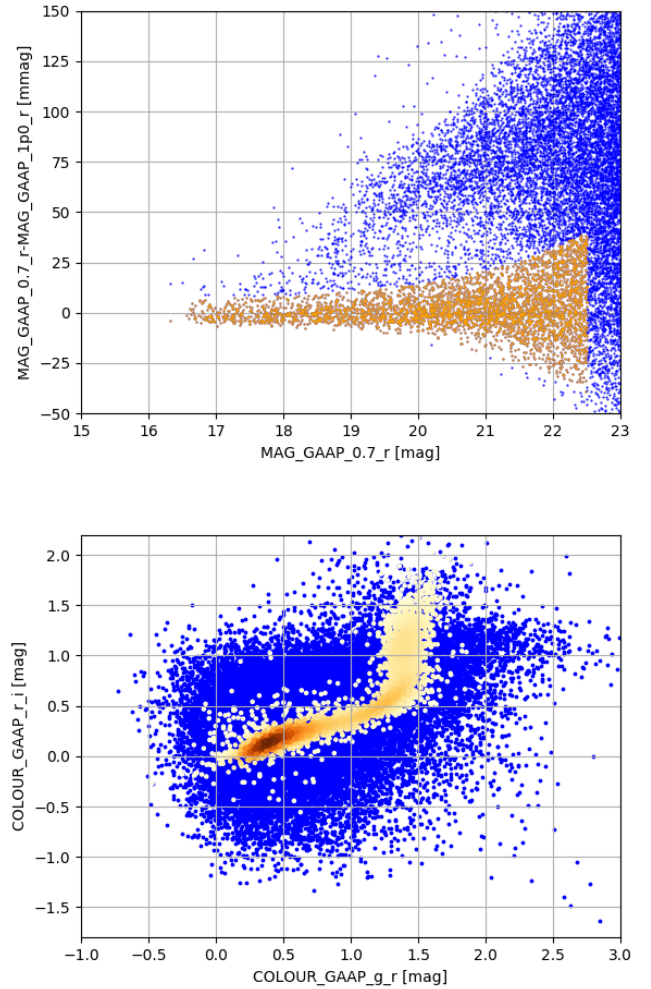 150
125
100
75
50
25
0
−25
−50
MAG_GAAP_0.7_r-MAG_GAAP_1p0_r [mmag]
15 16 17 18 19 20 21 22 23
MAG_GAAP_0.7_r [mag]
2.0
1.5
1.0
0.5
0.0
−0.5
−1.0
−1.5
COLOUR_GAAP_r_i [mag]
−1.0 −0.5 0.0 0.5 1.0 1.5 2.0 2.5 3.0
COLOUR_GAAP_g_r [mag]